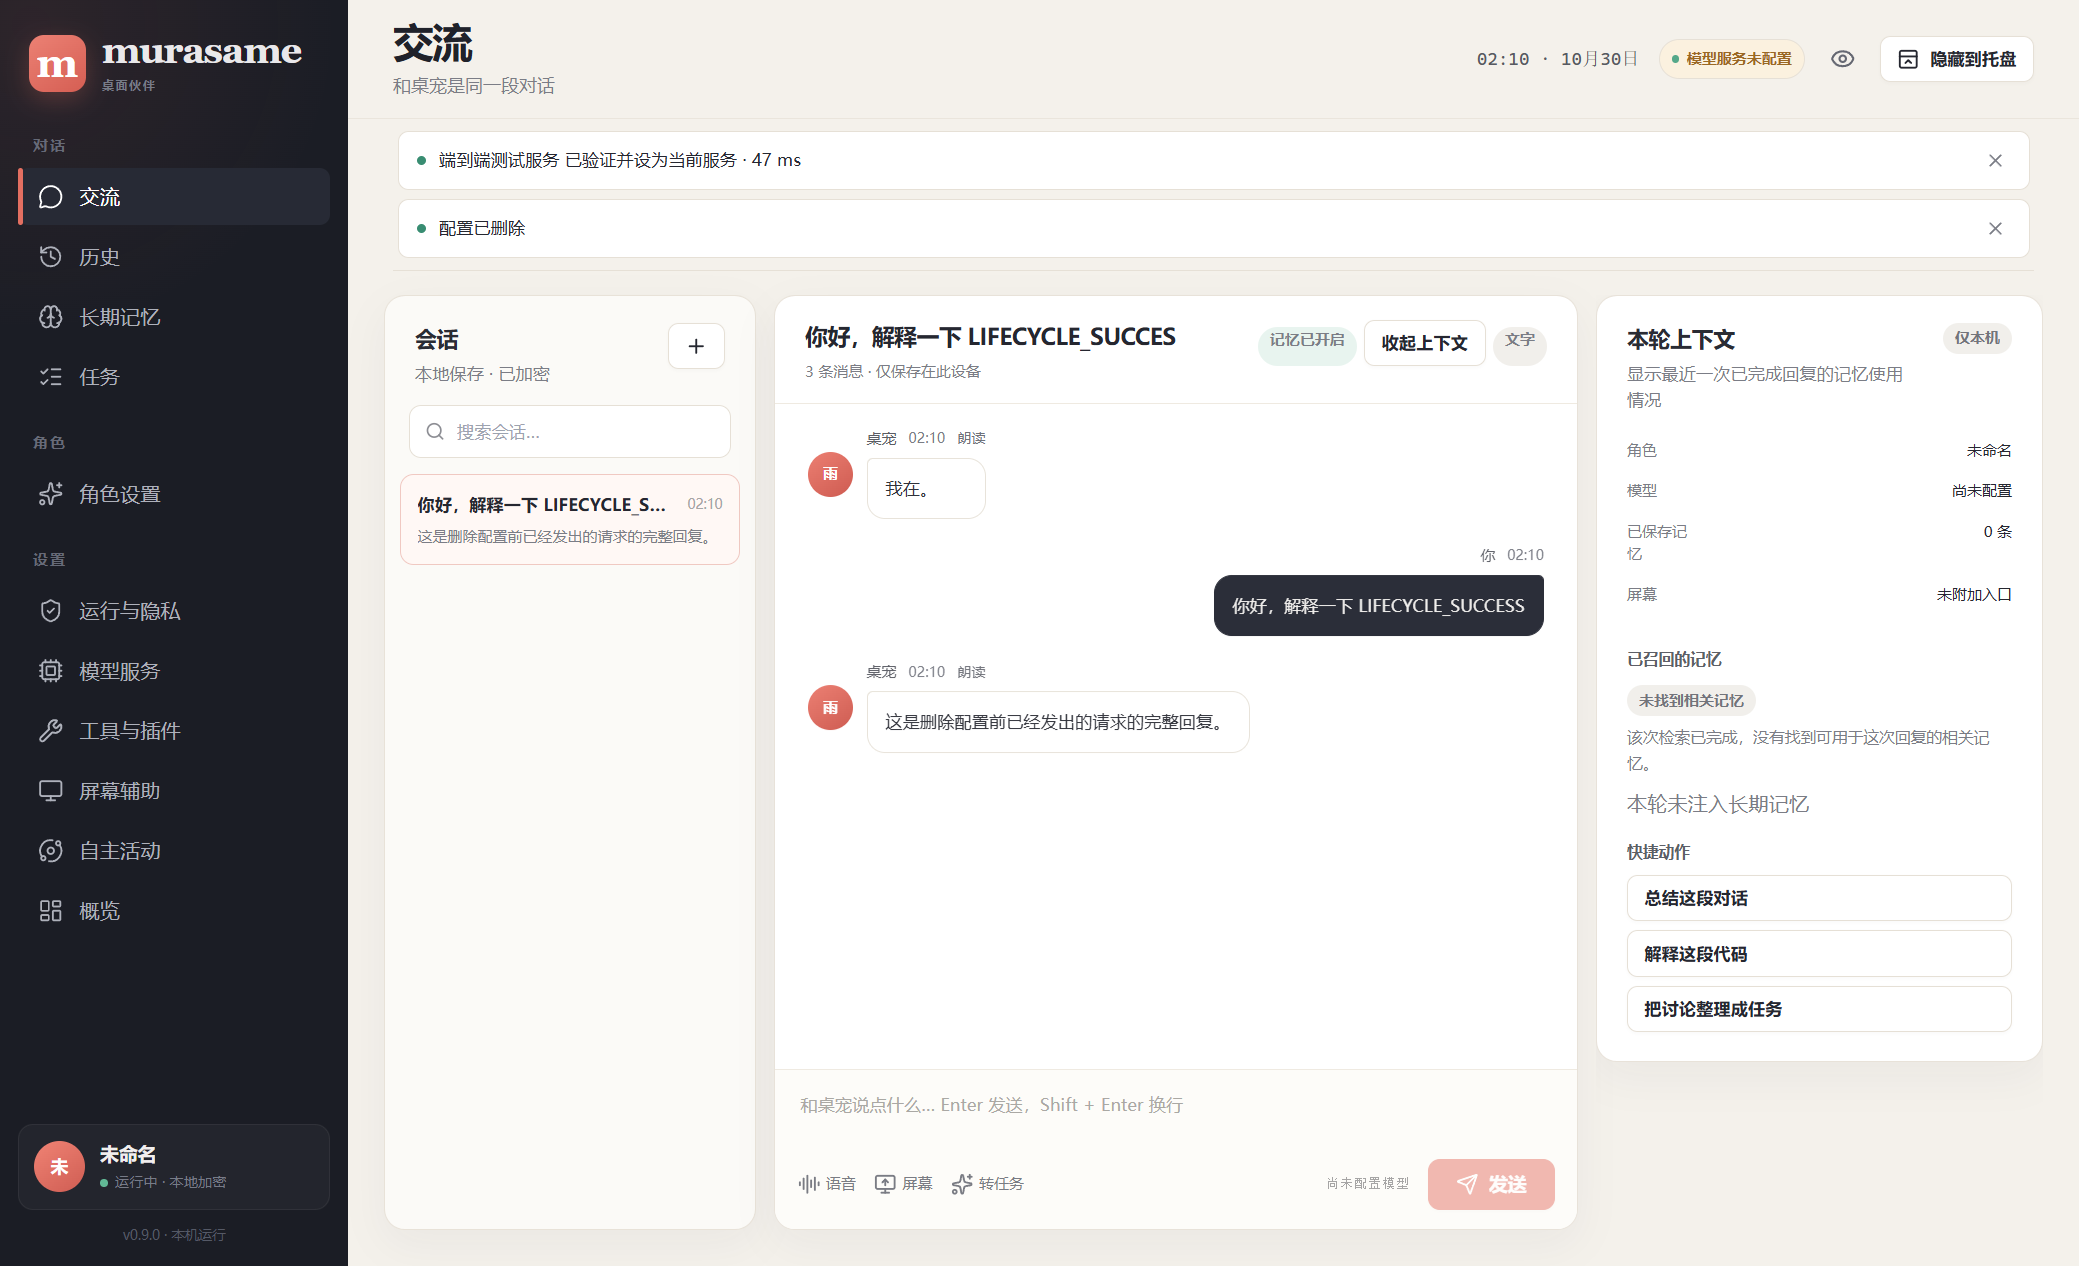 m
murasame
桌面伙伴
对话
交流
历史
长期记忆
任务
角色
角色设置
设置
运行与隐私
模型服务
工具与插件
屏幕辅助
自主活动
概览
未
未命名
运行中 · 本地加密
v0.9.0 · 本机运行
交流
和桌宠是同一段对话
02:10 · 10月30日
模型服务未配置
隐藏到托盘
端到端测试服务 已验证并设为当前服务 · 47 ms
配置已删除
会话
本地保存 · 已加密
搜索会话...
你好，解释一下 LIFECYCLE_S... 02:10
这是删除配置前已经发出的请求的完整回复。
你好，解释一下 LIFECYCLE_SUCCES
3 条消息 · 仅保存在此设备
记忆已开启
收起上下文
文字
桌宠 02:10 朗读
雨
我在。
你 02:10
你好，解释一下 LIFECYCLE_SUCCESS
桌宠 02:10 朗读
雨
这是删除配置前已经发出的请求的完整回复。
和桌宠说点什么... Enter 发送，Shift + Enter 换行
语音
屏幕
转任务
尚未配置模型
发送
本轮上下文
仅本机
显示最近一次已完成回复的记忆使用
情况
角色 未命名
模型 尚未配置
已保存记 0 条
忆
屏幕 未附加入口
已召回的记忆
未找到相关记忆
该次检索已完成，没有找到可用于这次回复的相关记
忆。
本轮未注入长期记忆
快捷动作
总结这段对话
解释这段代码
把讨论整理成任务